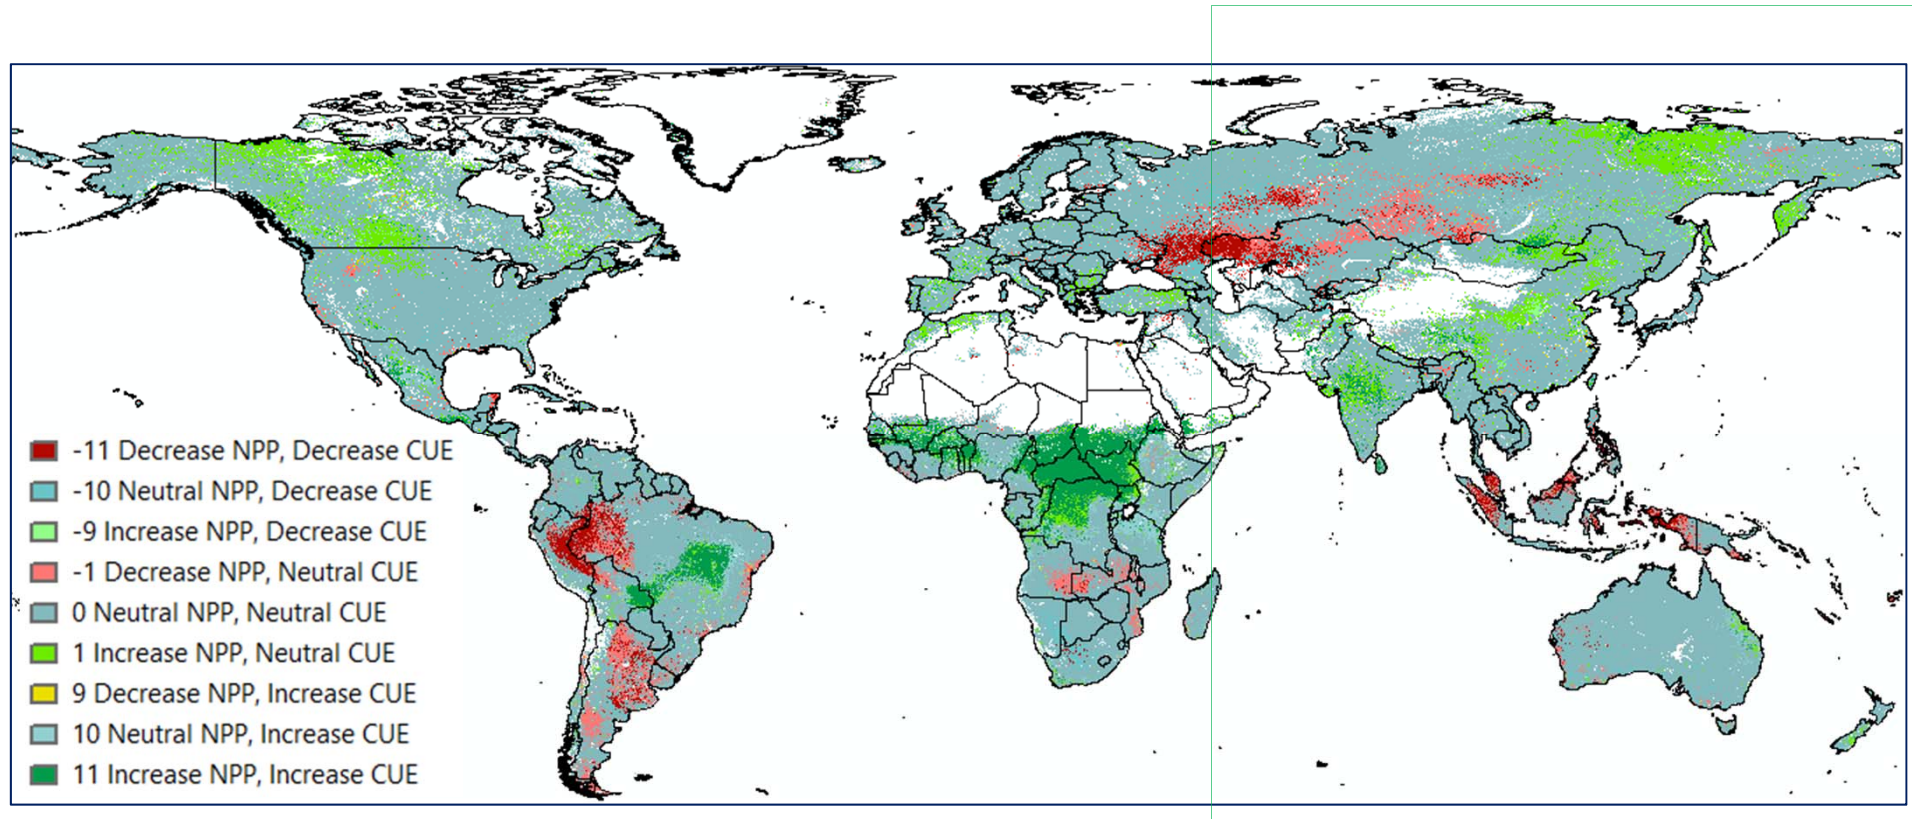 -11 Decrease NPP, Decrease CUE
-10 Neutral NPP, Decrease CUE
-9 Increase NPP, Decrease CUE
-1 Decrease NPP, Neutral CUE
0 Neutral NPP, Neutral CUE
1 Increase NPP, Neutral CUE
9 Decrease NPP, Increase CUE
10 Neutral NPP, Increase CUE
11 Increase NPP, Increase CUE